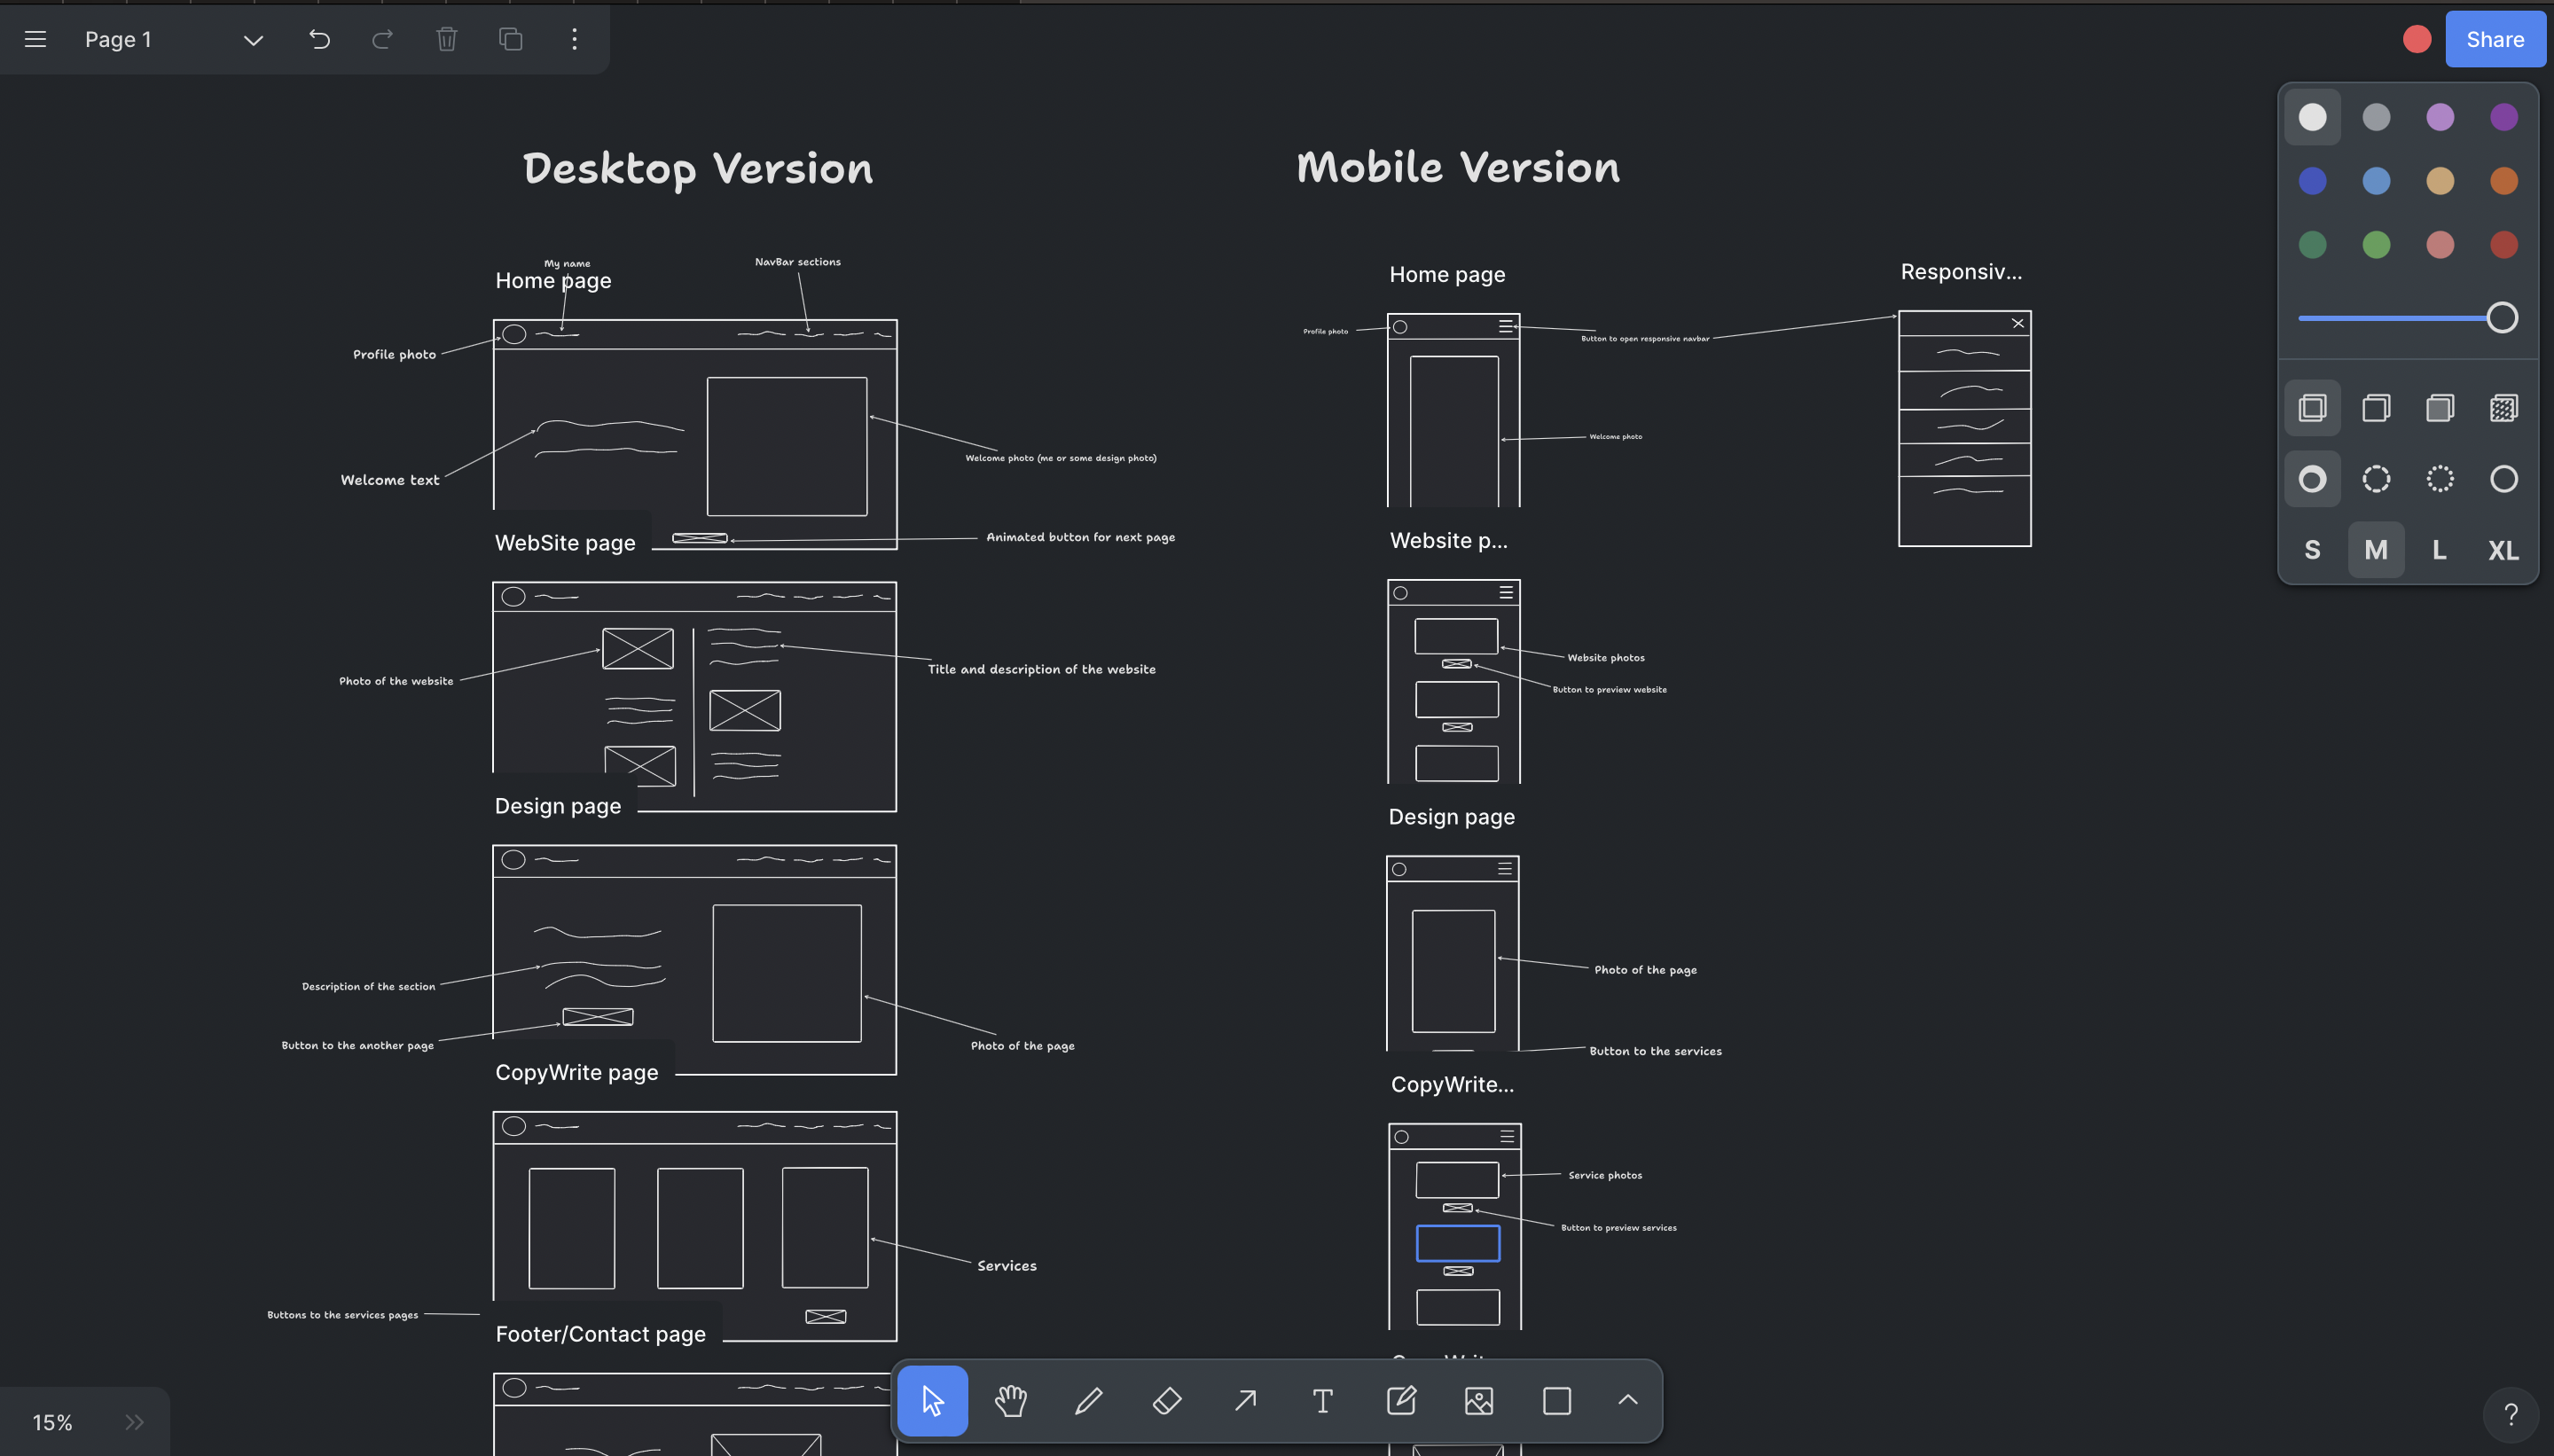 Page 1
Share
Desktop Version
Mobile Version
My name
NavBar sections
Home page
Profile photo
Welcome text
Welcome photo (me or some design photo)
Animated button for next page
WebSite page
Photo of the website
Title and description of the website
Design page
Description of the section
Button to the another page
Photo of the page
CopyWrite page
Services
Buttons to the services pages
Footer/Contact page
Home page
Profile photo
Button to open responsive navbar
Welcome photo
Responsiv...
Website p...
Website photos
Button to preview website
Design page
Photo of the page
Button to the services
CopyWrite...
Service photos
Button to preview services
S M L XL
15%
?